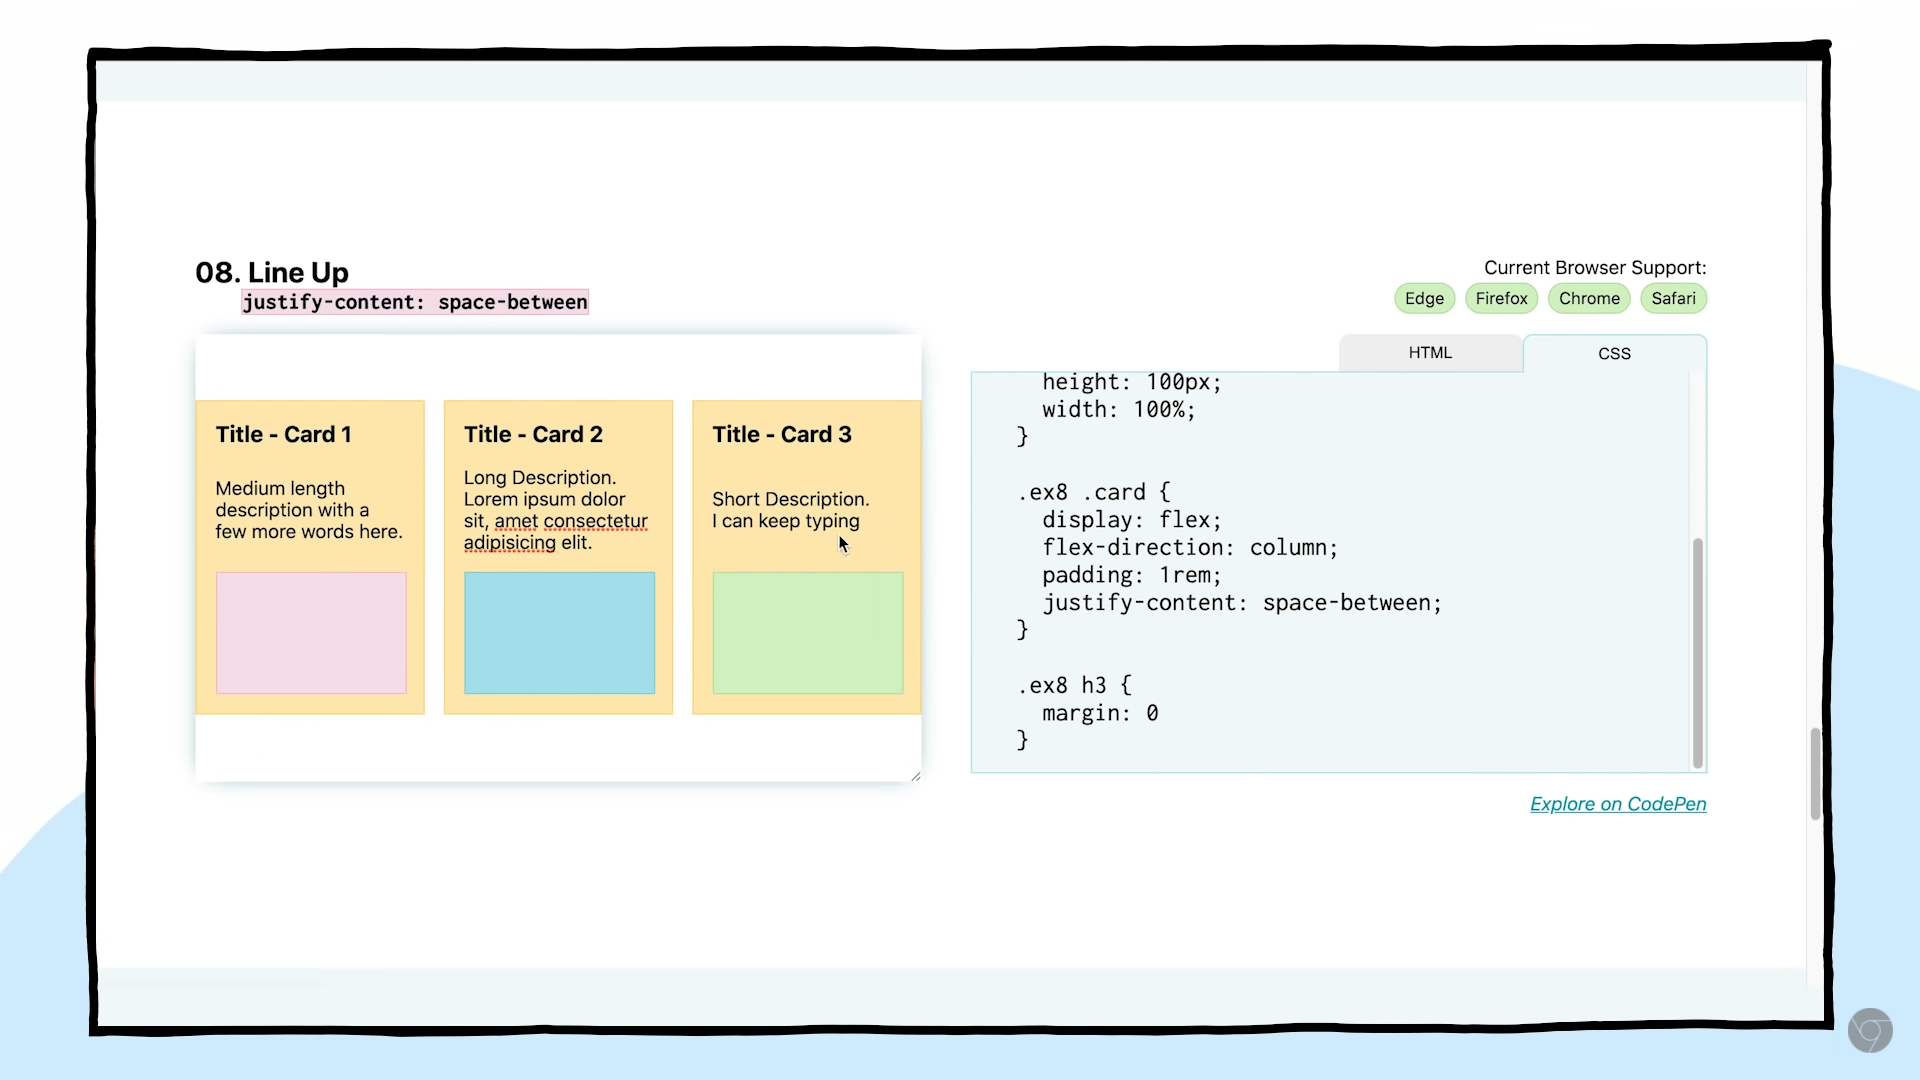 08. Line Up
justify-content: space-between
Current Browser Support:
Edge Firefox Chrome Safari
Title - Card 1
Medium length
description with a
few more words here.
Title - Card 2
Long Description.
Lorem ipsum dolor
sit, amet consectetur
adipisicing elit.
Title - Card 3
Short Description.
I can keep typing
HTML CSS
height: 100px;
width: 100%;
}
.ex8 .card {
display: flex;
flex-direction: column;
padding: 1rem;
justify-content: space-between;
}
.ex8 h3 {
margin: 0
}
Explore on CodePen